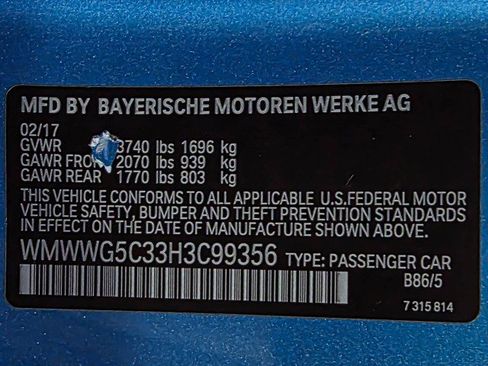 MFD BY BAYERISCHE MOTOREN WERKE AG
02/17
GVWR 3740 lbs 1696 kg
GAWR FRONT 2070 lbs 939 kg
GAWR REAR 1770 lbs 803 kg
THIS VEHICLE CONFORMS TO ALL APPLICABLE U.S.FEDERAL MOTOR
VEHICLE SAFETY, BUMPER AND THEFT PREVENTION STANDARDS
IN EFFECT ON THE DATE OF MANUFACTURE SHOWN ABOVE.
WMWWG5C33H3C99356 TYPE: PASSENGER CAR
B86/5
7 315 814